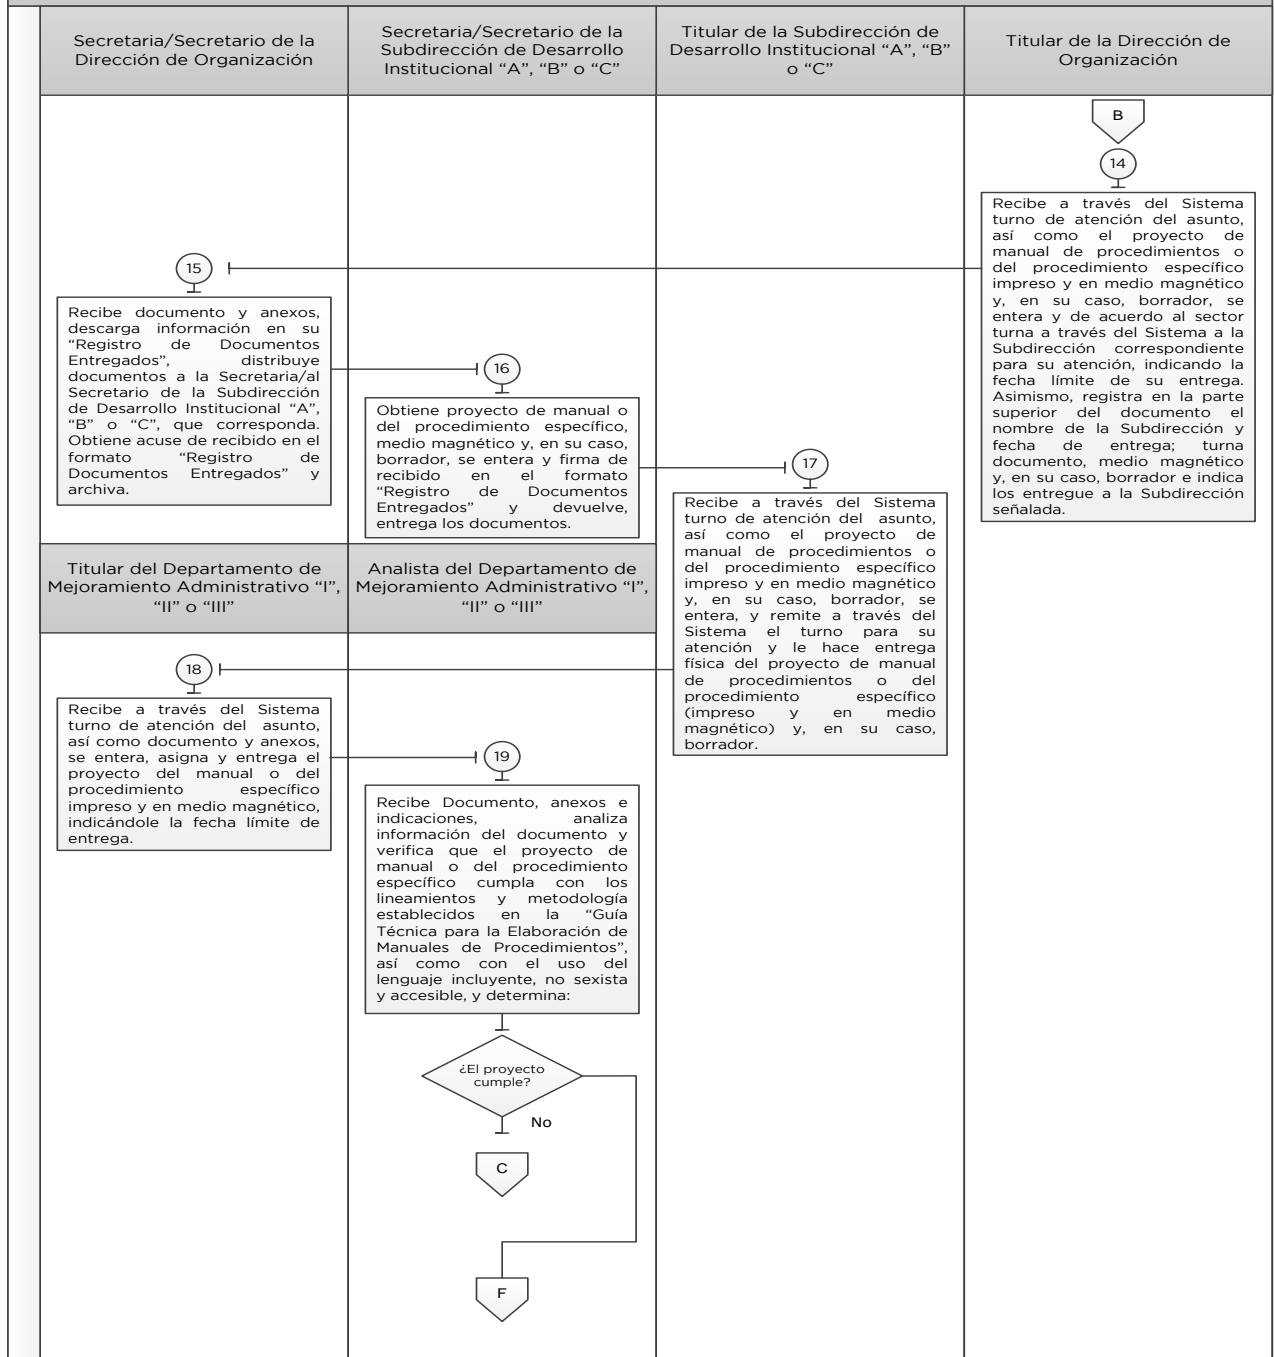 Secretaria/Secretario de la
Dirección de Organización
Secretaria/Secretario de la
Subdirección de Desarrollo
Institucional “A”, “B” o “C”
Titular de la Subdirección de
Desarrollo Institucional “A”, “B”
o “C”
Titular de la Dirección de
Organización
B
14
Recibe a través del Sistema
turno de atención del asunto,
así como el proyecto de
manual de procedimientos o
del procedimiento específico
impreso y en medio magnético
y, en su caso, borrador, se
entera y de acuerdo al sector
turna a través del Sistema a la
Subdirección correspondiente
para su atención, indicando la
fecha límite de su entrega.
Asimismo, registra en la parte
superior del documento el
nombre de la Subdirección y
fecha de entrega; turna
documento, medio magnético
y, en su caso, borrador e indica
los entregue a la Subdirección
señalada.
15
Recibe documento y anexos,
descarga información en su
“Registro de Documentos
Entregados”, distribuye
documentos a la Secretaria/al
Secretario de la Subdirección
de Desarrollo Institucional “A”,
“B” o “C”, que corresponda.
Obtiene acuse de recibido en el
formato “Registro de
Documentos Entregados” y
archiva.
16
Obtiene proyecto de manual o
del procedimiento específico,
medio magnético y, en su caso,
borrador, se entera y firma de
recibido en el formato
“Registro de Documentos
Entregados” y devuelve,
entrega los documentos.
17
Recibe a través del Sistema
turno de atención del asunto,
así como el proyecto de
manual de procedimientos o
del procedimiento específico
impreso y en medio magnético
y, en su caso, borrador, se
entera, y remite a través del
Sistema el turno para su
atención y le hace entrega
física del proyecto de manual
de procedimientos o del
procedimiento específico
(impreso y en medio
magnético) y, en su caso,
borrador.
Titular del Departamento de
Mejoramiento Administrativo “I”,
“II” o “III”
Analista del Departamento de
Mejoramiento Administrativo “I”,
“II” o “III”
18
Recibe a través del Sistema
turno de atención del asunto,
así como documento y anexos,
se entera, asigna y entrega el
proyecto del manual o del
procedimiento específico
impreso y en medio magnético,
indicándole la fecha límite de
entrega.
19
Recibe Documento, anexos e
indicaciones, analiza
información del documento y
verifica que el proyecto de
manual o del procedimiento
específico cumpla con los
lineamientos y metodología
establecidos en la “Guía
Técnica para la Elaboración de
Manuales de Procedimientos”,
así como con el uso del
lenguaje incluyente, no sexista
y accesible, y determina:
¿El proyecto
cumple?
No
C
F